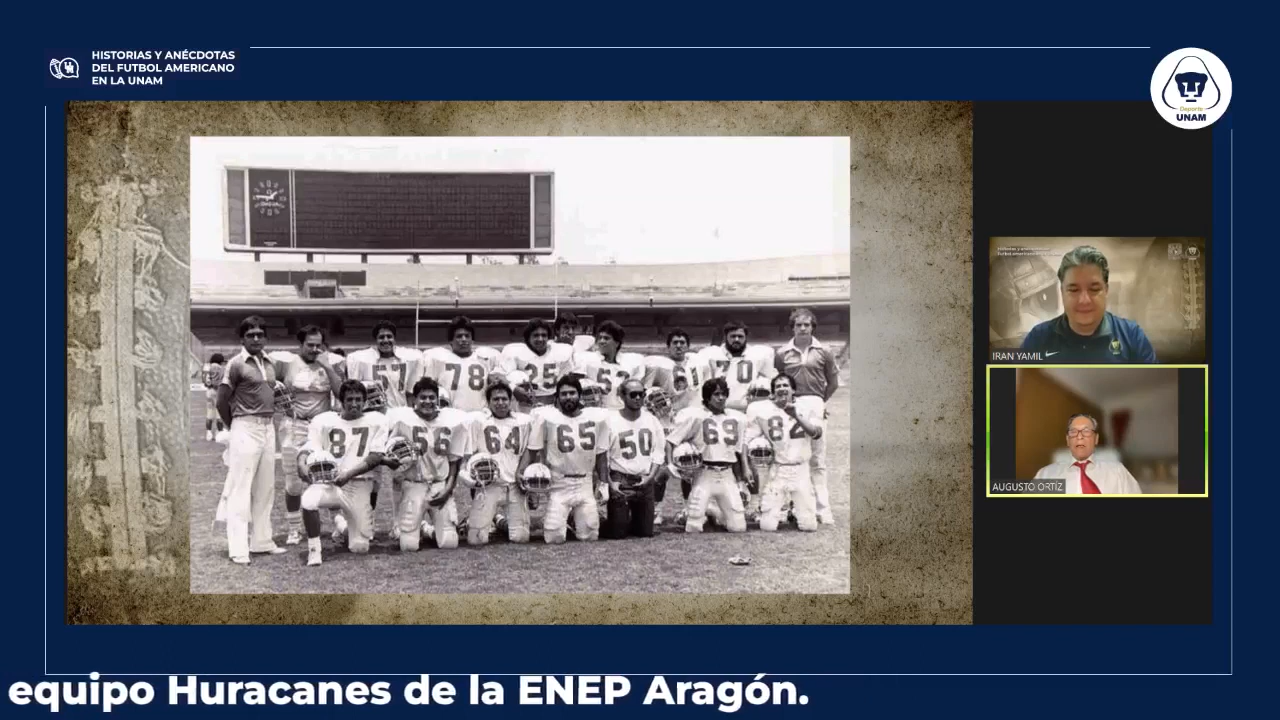 HISTORIAS Y ANÉCDOTAS
DEL FUTBOL AMERICANO
EN LA UNAM
Deporte
UNAM
57
78
25
61
70
87
56
64
65
50
69
82
IRAN YAMIL
AUGUSTO ORTÍZ
equipo Huracanes de la ENEP Aragón.